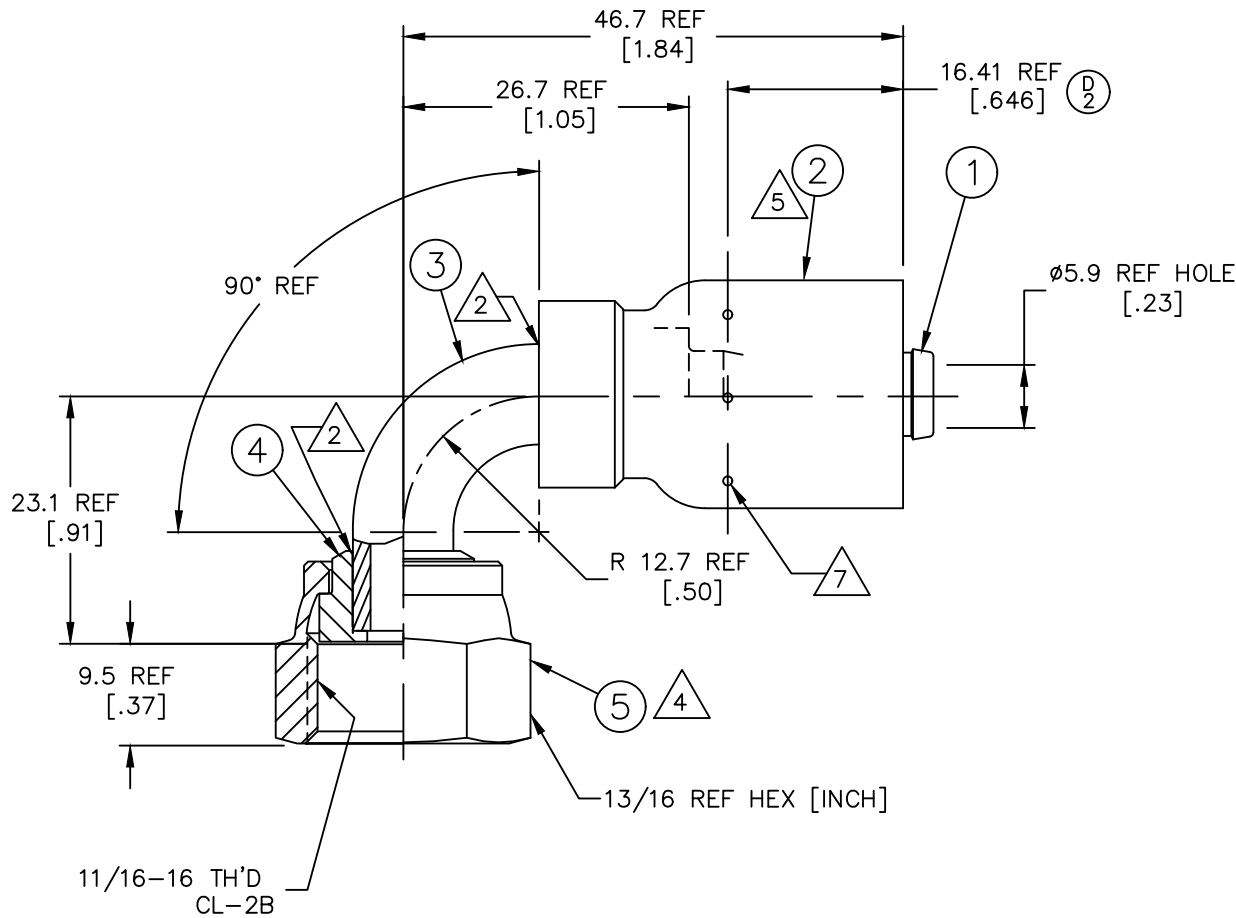 46.7 REF
[1.84]
26.7 REF
[1.05]
16.41 REF
[.646]
D
2
2
5
1
3
2
90° REF
Ø5.9 REF HOLE
[.23]
4
2
23.1 REF
[.91]
R 12.7 REF
[.50]
7
9.5 REF
[.37]
5
4
13/16 REF HEX [INCH]
11/16-16 TH'D
CL-2B